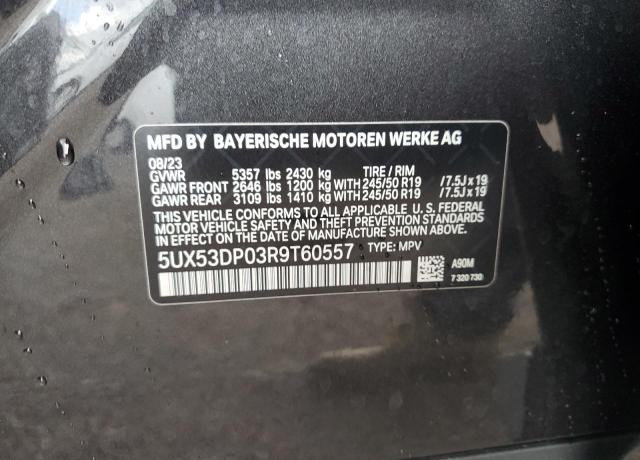 MFD BY BAYERISCHE MOTOREN WERKE AG
08/23
GVWR 5357 lbs 2430 kg TIRE / RIM
GAWR FRONT 2646 lbs 1200 kg WITH 245/50 R19 / 7.5J x 19
GAWR REAR 3109 lbs 1410 kg WITH 245/50 R19 / 7.5J x 19
THIS VEHICLE CONFORMS TO ALL APPLICABLE U. S. FEDERAL
MOTOR VEHICLE SAFETY AND THEFT PREVENTION STANDARDS
IN EFFECT ON THE DATE OF MANUFACTURE SHOWN ABOVE.
5UX53DP03R9T60557 TYPE: MPV
A90M
7 320 730